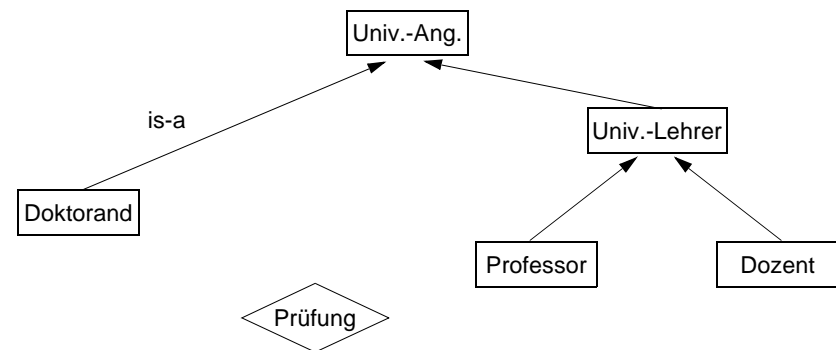 Univ.-Ang.
is-a
Univ.-Lehrer
Doktorand
Professor
Dozent
Prüfung